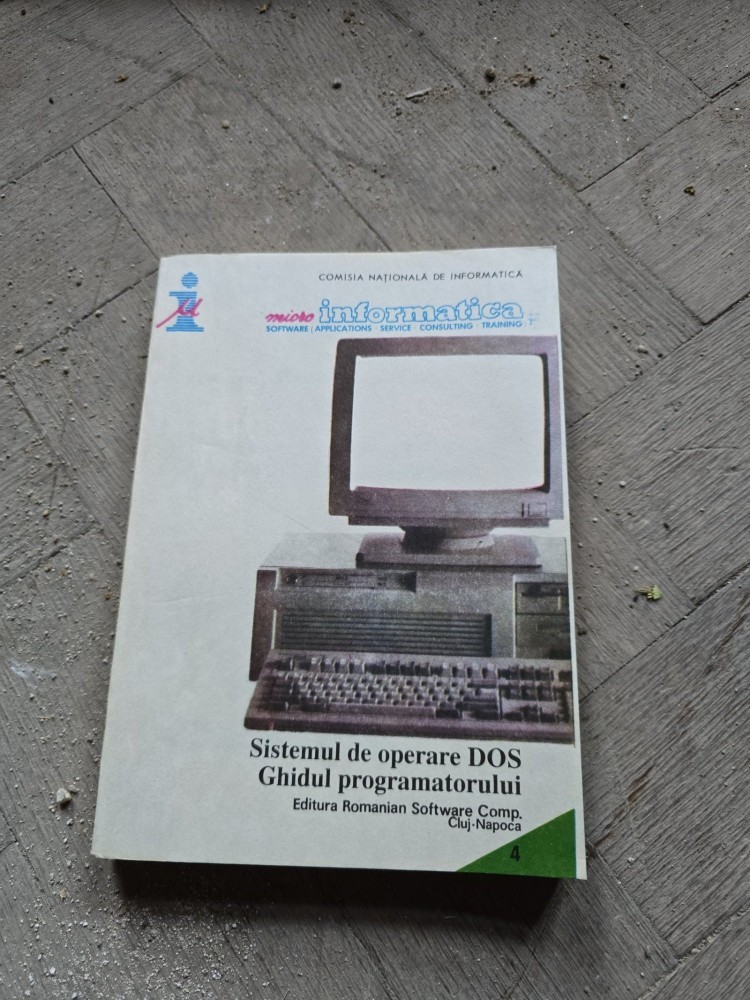 COMISIA NAȚIONALĂ DE INFORMATICĂ
iµ
micro informatica
SOFTWARE APPLICATIONS SERVICE CONSULTING TRAINING
Sistemul de operare DOS
Ghidul programatorului
Editura Romanian Software Comp.
Cluj-Napoca
4